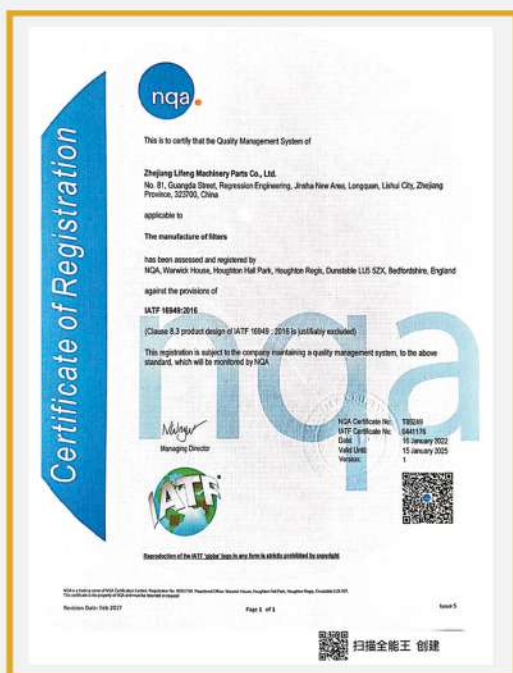 Certificate of Registration
nqa.
This is to certify that the Quality Management System of
Zhejiang Lifeng Machinery Parts Co., Ltd.
No. 81, Guangda Street, Regression Engineering, Jinsha New Area, Longquan, Lishui City, Zhejiang
Province, 323700, China
applicable to
The manufacture of filters
has been assessed and registered by
NQA, Warwick House, Houghton Hall Park, Houghton Regis, Dunstable LU5 5ZX, Bedfordshire, England
against the provisions of
IATF 16949:2016
(Clause 8.3 product design of IATF 16949 : 2016 is justifiably excluded)
This registration is subject to the company maintaining a quality management system, to the above
standard, which will be monitored by NQA
nqa
Managing Director
NQA Certificate No:
IATF Certificate No: 0441176
Date: 16 January 2022
Valid Until: 15 January 2025
Version: 1
IATF
Reproduction of the IATF "globe" logo in any form is strictly prohibited by copyright
Revision Date: Feb 2017
Page 1 of 1
Issue 5
扫描全能王 创建